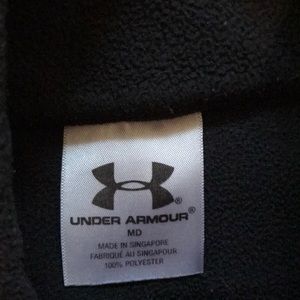 ®
UNDER ARMOUR®
MD
MADE IN SINGAPORE
FABRIQUÉ AU SINGAPOUR
100% POLYESTER